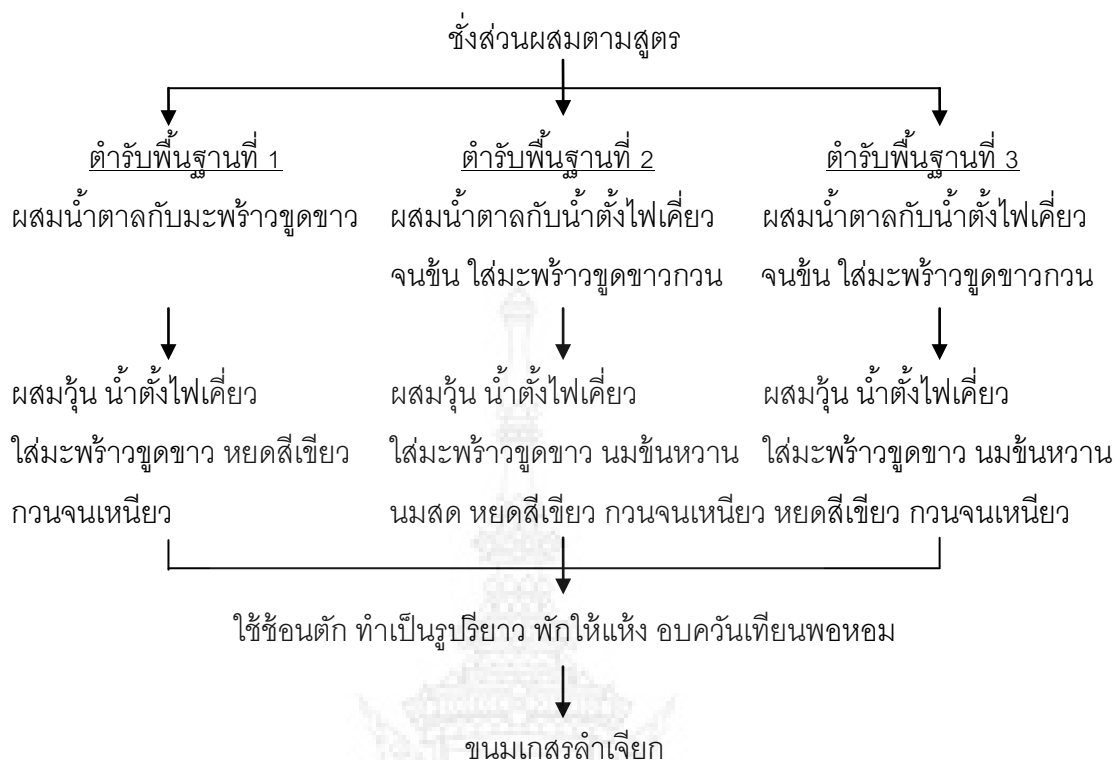 ชั่งส่วนผสมตามสูตร
ตำรับพื้นฐานที่ 1
ผสมน้ำตาลกับมะพร้าวขูดขาว
ตำรับพื้นฐานที่ 2
ผสมน้ำตาลกับน้ำตั้งไฟเคี่ยว
จนข้น ใส่มะพร้าวขูดขาวกวน
ตำรับพื้นฐานที่ 3
ผสมน้ำตาลกับน้ำตั้งไฟเคี่ยว
จนข้น ใส่มะพร้าวขูดขาวกวน
ผสมวุ้น น้ำตั้งไฟเคี่ยว
ใส่มะพร้าวขูดขาว หยดสีเขียว
กวนจนเหนียว
ผสมวุ้น น้ำตั้งไฟเคี่ยว
ใส่มะพร้าวขูดขาว นมข้นหวาน
นมสด หยดสีเขียว กวนจนเหนียว
ผสมวุ้น น้ำตั้งไฟเคี่ยว
ใส่มะพร้าวขูดขาว นมข้นหวาน
หยดสีเขียว กวนจนเหนียว
ใช้ช้อนตัก ทำเป็นรูปรียาว พักให้แห้ง อบควันเทียนพอหอม
ขนมเกสรลำเจียก